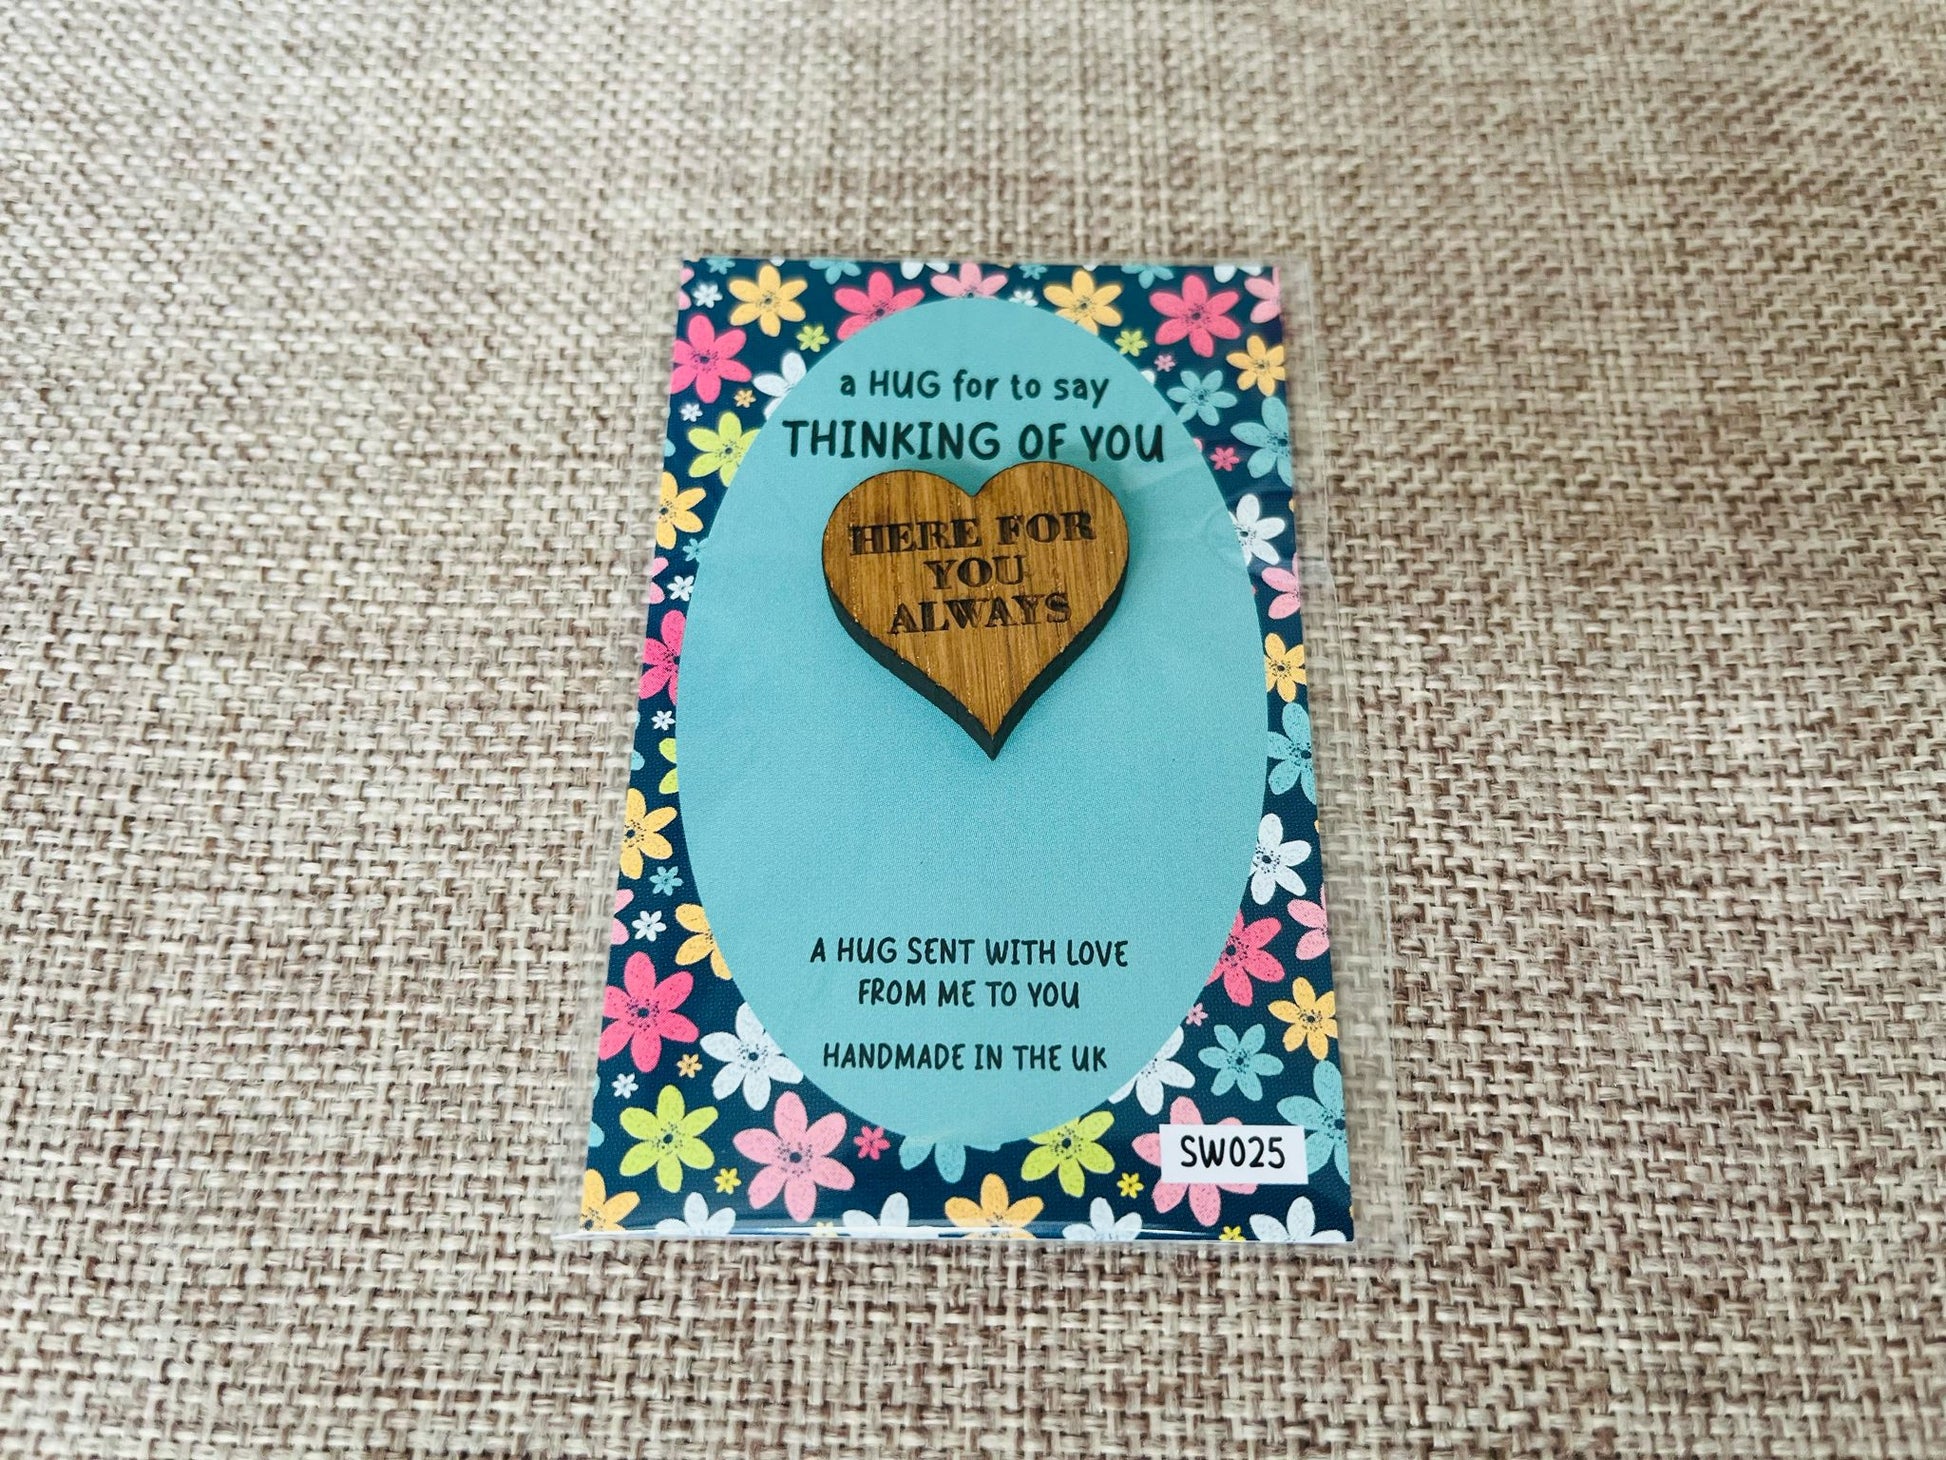 a HUG for to say
THINKING OF YOU
HERE FOR
YOU
ALWAYS
A HUG SENT WITH LOVE
FROM ME TO YOU
HANDMADE IN THE UK
SW025